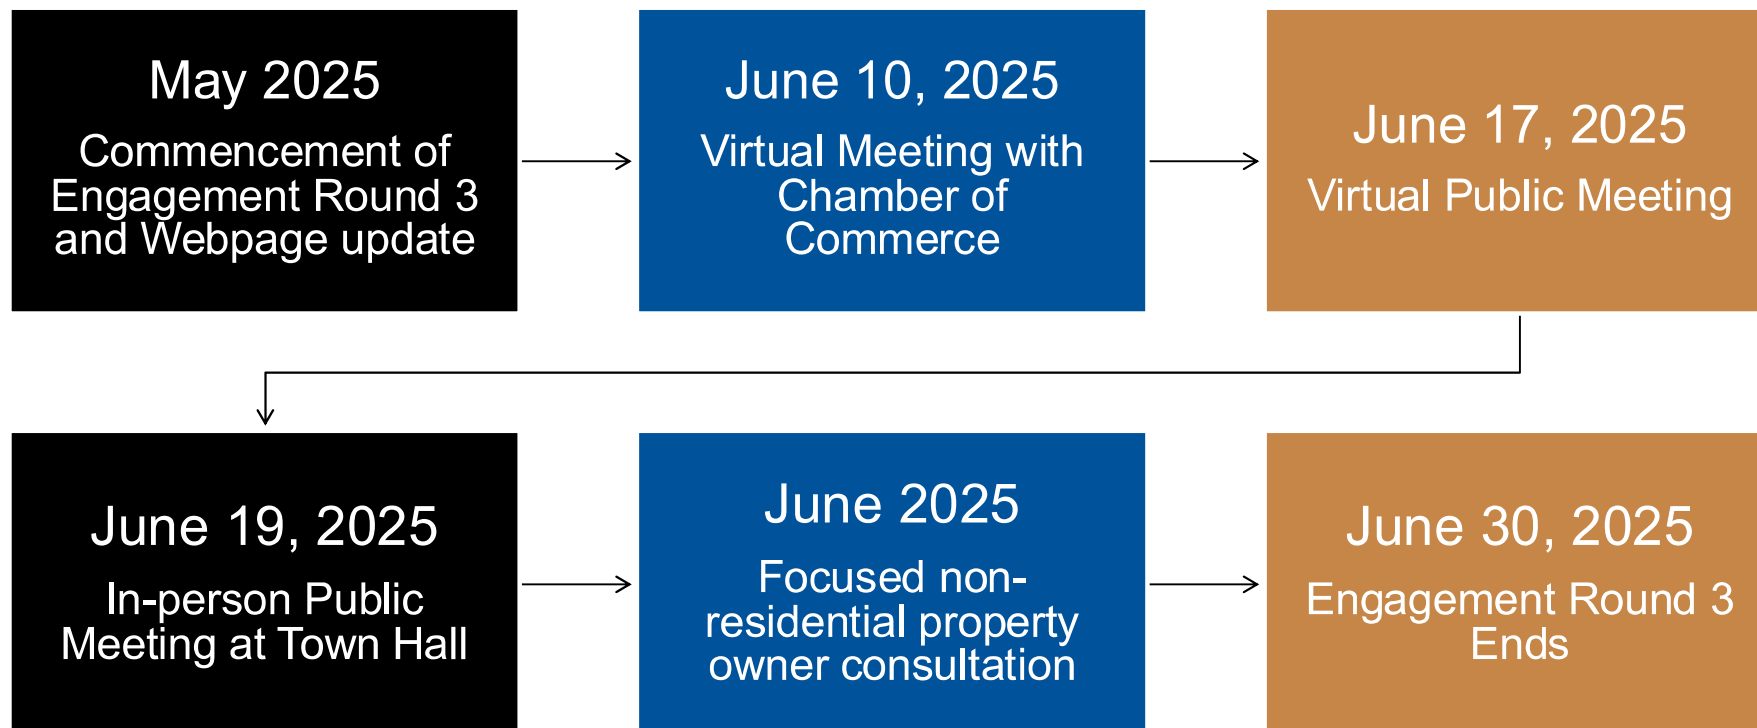 May 2025
Commencement of
Engagement Round 3
and Webpage update
June 10, 2025
Virtual Meeting with
Chamber of
Commerce
June 17, 2025
Virtual Public Meeting
June 19, 2025
In-person Public
Meeting at Town Hall
June 2025
Focused non-
residential property
owner consultation
June 30, 2025
Engagement Round 3
Ends